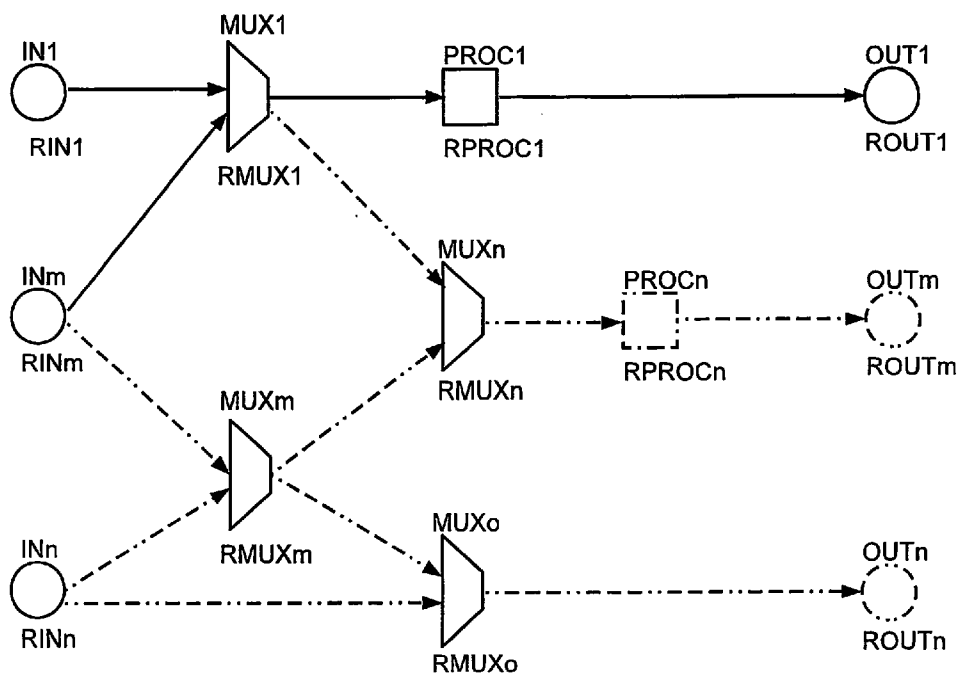 MUX1
IN1
PROC1
OUT1
RIN1
RMUX1
RPROC1
ROUT1
MUXn
INm
PROCn
OUTm
RINm
RMUXn
RPROCn
ROUTm
MUXm
MUXo
INn
RMUXm
OUTn
RINn
RMUXo
ROUTn